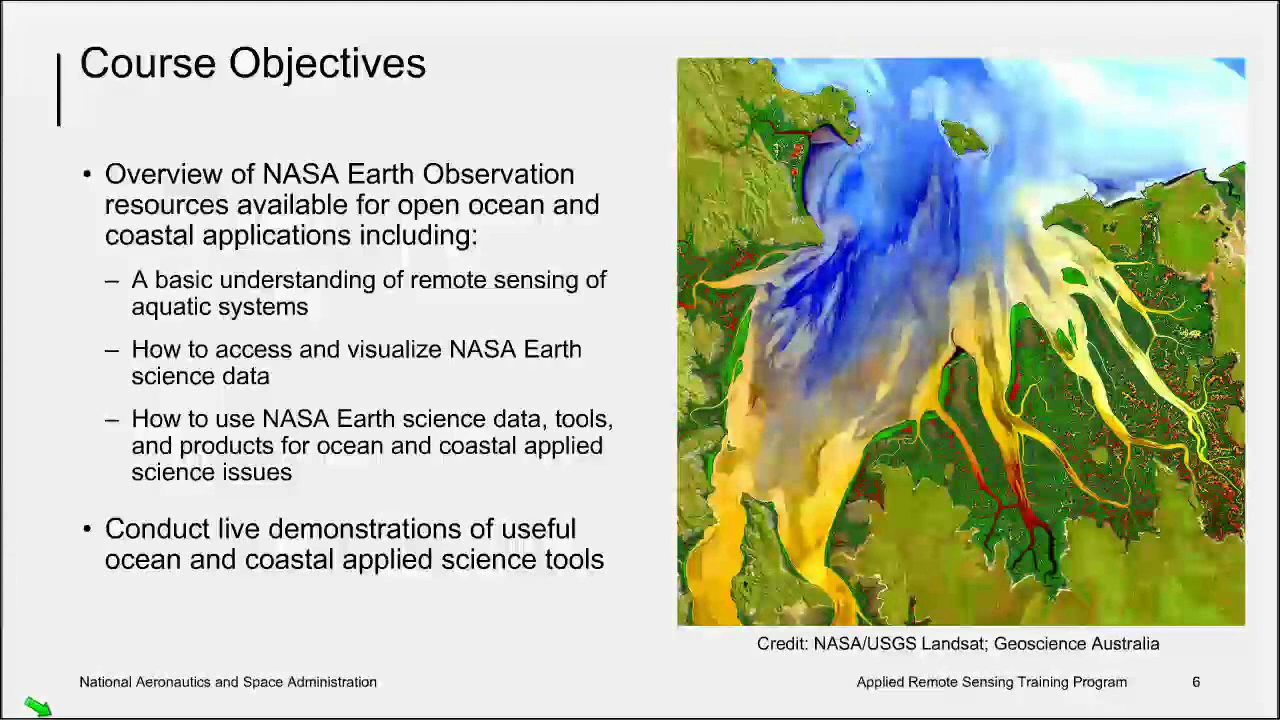 Course Objectives
• Overview of NASA Earth Observation
resources available for open ocean and
coastal applications including:
– A basic understanding of remote sensing of
aquatic systems
– How to access and visualize NASA Earth
science data
– How to use NASA Earth science data, tools,
and products for ocean and coastal applied
science issues
• Conduct live demonstrations of useful
ocean and coastal applied science tools
Credit: NASA/USGS Landsat; Geoscience Australia
National Aeronautics and Space Administration
Applied Remote Sensing Training Program
6